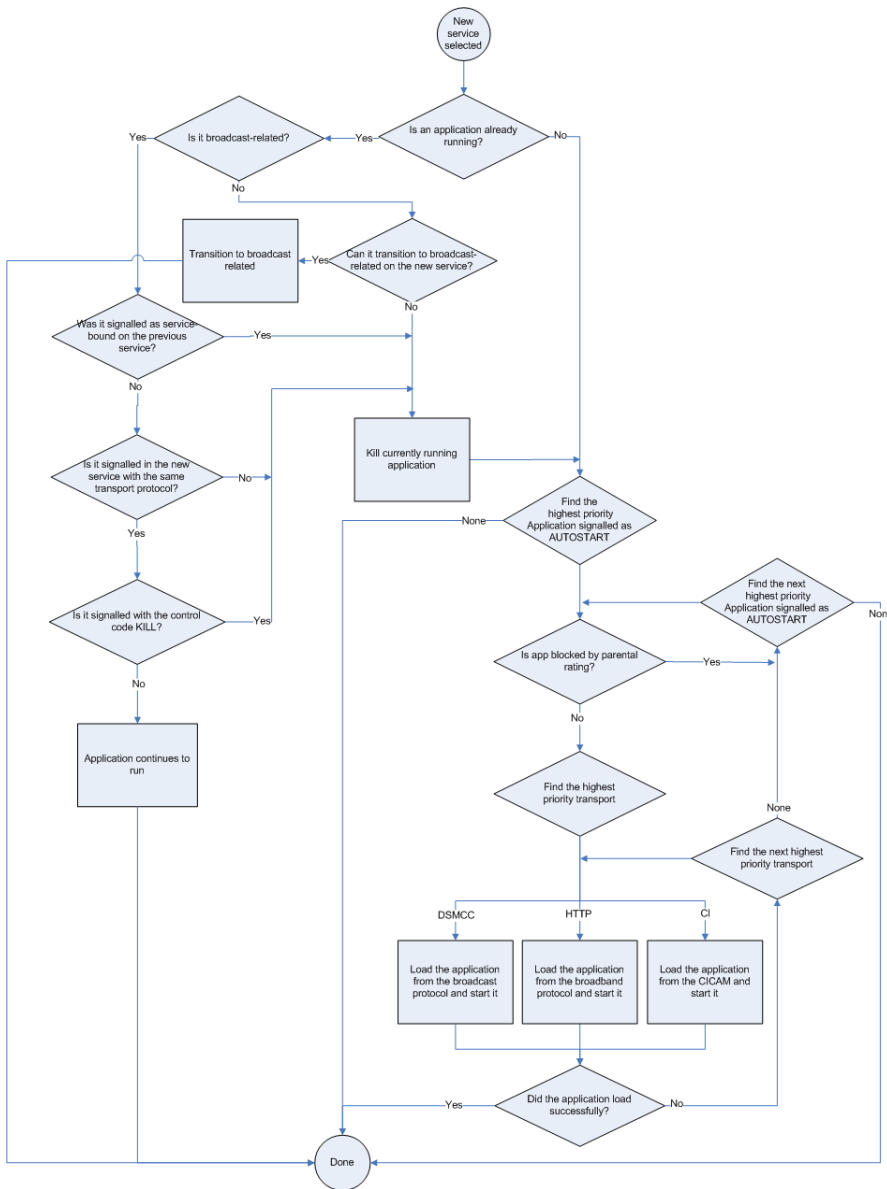 New
service
selected
Is an application already
running?
Yes
No
Is it broadcast-related?
Yes
No
Can it transition to broadcast-
related on the new service?
Yes
No
Transition to broadcast
related
Was it signalled as service-
bound on the previous
service?
Yes
No
Is it signalled in the new
service with the same
transport protocol?
No
Yes
Kill currently running
application
Find the
highest priority
Application signalled as
AUTOSTART
None
Is it signalled with the control
code KILL?
Yes
No
Find the next
highest priority
Application signalled as
AUTOSTART
Non
Is app blocked by parental
rating?
Yes
No
Application continues to
run
Find the highest
priority transport
None
Find the next highest
priority transport
DSMCC
HTTP
CI
Load the application
from the broadcast
protocol and start it
Load the application
from the broadband
protocol and start it
Load the application
from the CICAM and
start it
Did the application load
successfully?
Yes
No
Done